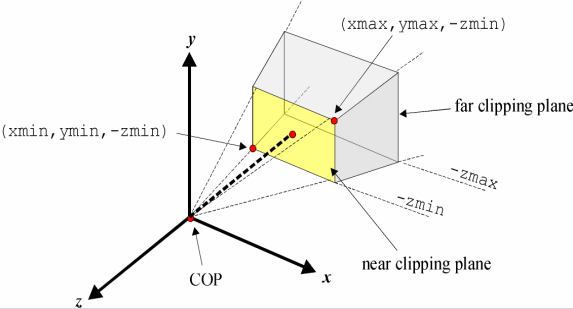 (xmax,ymax,-zmin)
y
far clipping plane
(xmin,ymin,-zmin)
-zmax
-zmin
near clipping plane
COP
x
z